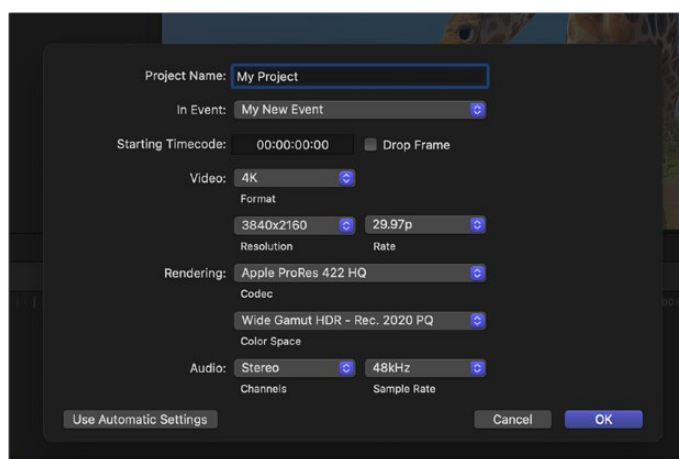 Project Name: My Project
In Event: My New Event
Starting Timecode: 00:00:00:00 Drop Frame
Video: 4K
Format
3840x2160 29.97p
Resolution Rate
Rendering: Apple ProRes 422 HQ
Codec
Wide Gamut HDR - Rec. 2020 PQ
Color Space
Audio: Stereo 48kHz
Channels Sample Rate
Use Automatic Settings Cancel OK